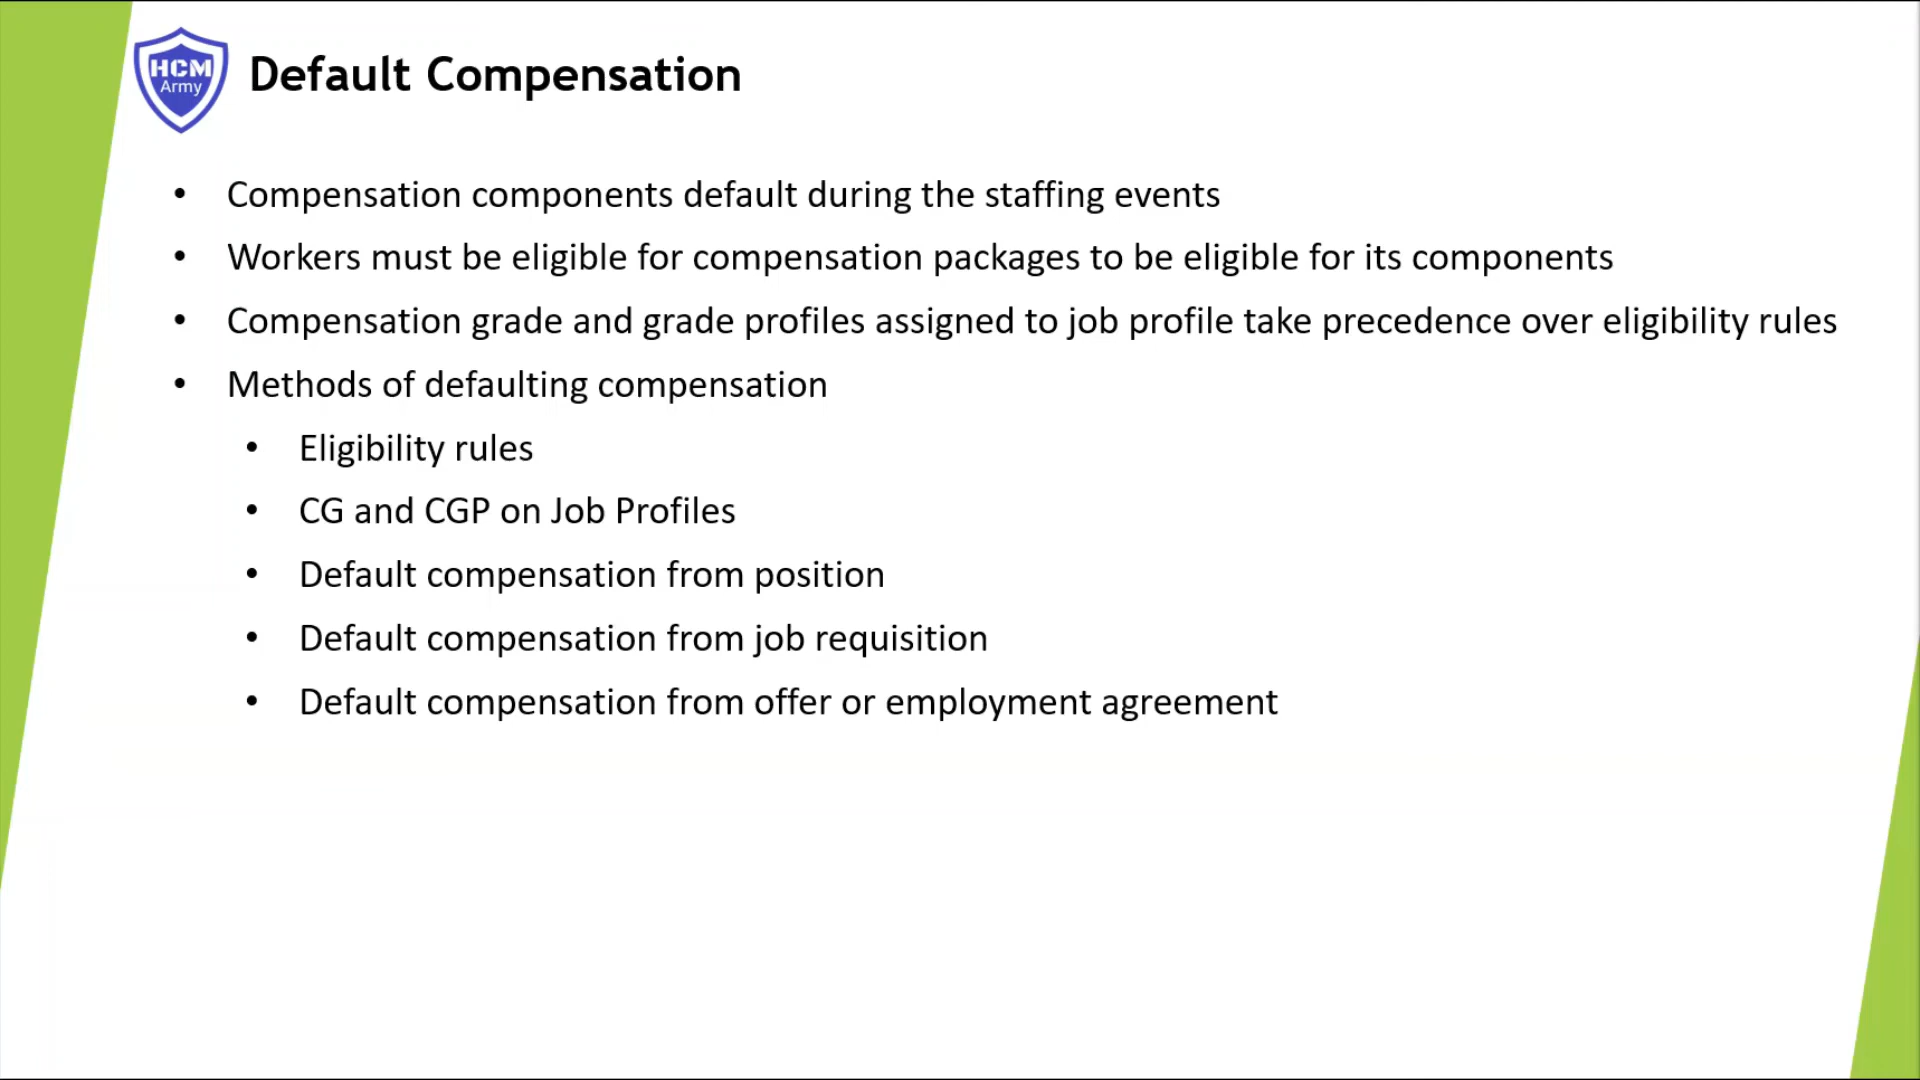 HCM
Army
Default Compensation
• Compensation components default during the staffing events
• Workers must be eligible for compensation packages to be eligible for its components
• Compensation grade and grade profiles assigned to job profile take precedence over eligibility rules
• Methods of defaulting compensation
• Eligibility rules
• CG and CGP on Job Profiles
• Default compensation from position
• Default compensation from job requisition
• Default compensation from offer or employment agreement